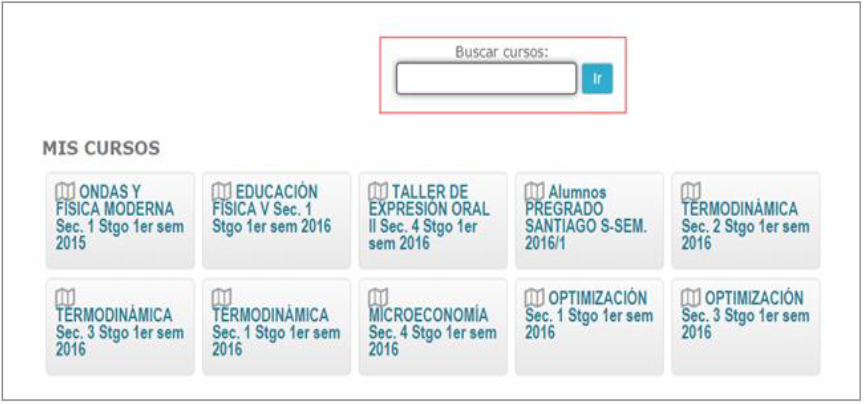 Buscar cursos:
Ir
MIS CURSOS
ONDAS Y
FÍSICA MODERNA
Sec. 1 Stgo 1er sem
2015
EDUCACIÓN
FÍSICA V Sec. 1
Stgo 1er sem 2016
TALLER DE
EXPRESIÓN ORAL
II Sec. 4 Stgo 1er
sem 2016
Alumnos
PREGRADO
SANTIAGO S-SEM.
2016/1
TERMODINÁMICA
Sec. 2 Stgo 1er sem
2016
TERMODINÁMICA
Sec. 3 Stgo 1er sem
2016
TERMODINÁMICA
Sec. 1 Stgo 1er sem
2016
MICROECONOMÍA
Sec. 4 Stgo 1er sem
2016
OPTIMIZACIÓN
Sec. 1 Stgo 1er sem
2016
OPTIMIZACIÓN
Sec. 3 Stgo 1er sem
2016